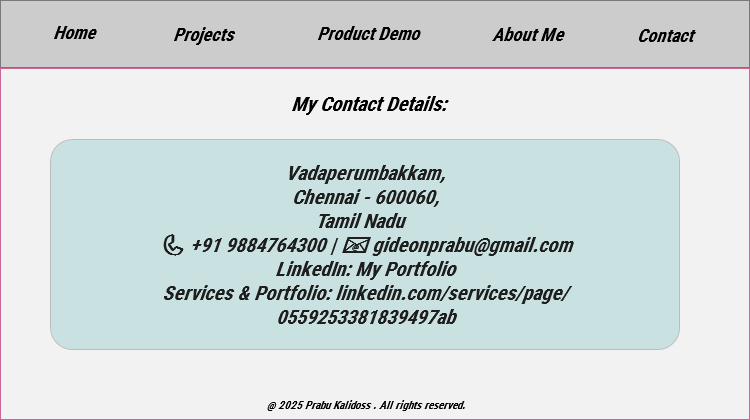 Home Projects Product Demo About Me Contact
My Contact Details:
Vadaperumbakkam,
Chennai - 600060,
Tamil Nadu
+91 9884764300 | gideonprabu@gmail.com
LinkedIn: My Portfolio
Services & Portfolio: linkedin.com/services/page/
0559253381839497ab
@ 2025 Prabu Kalidoss . All rights reserved.